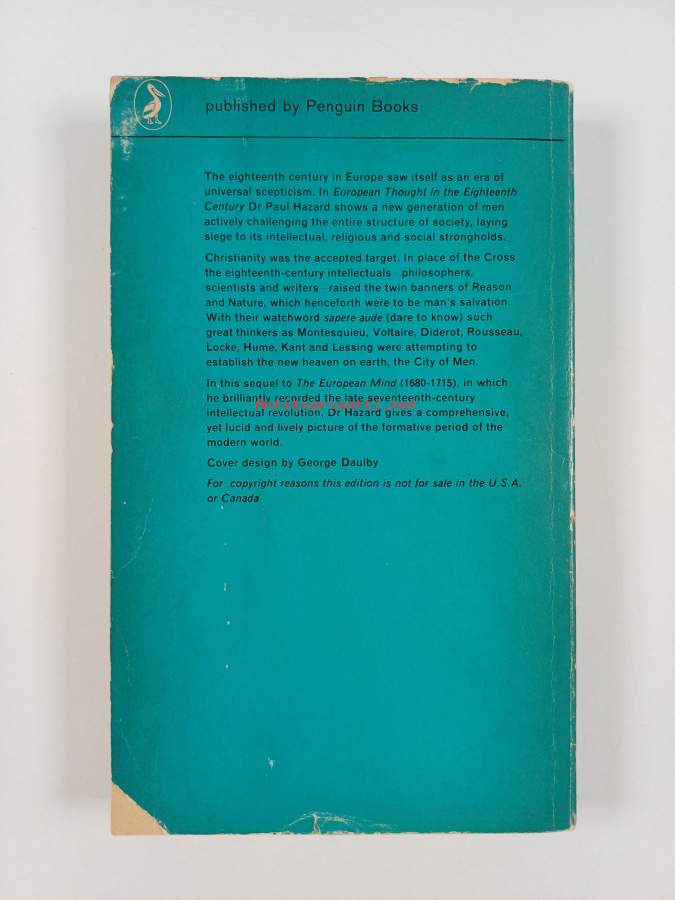 published by Penguin Books
The eighteenth century in Europe saw itself as an era of
universal scepticism. In European Thought in the Eighteenth
Century Dr Paul Hazard shows a new generation of men
actively challenging the entire structure of society, laying
siege to its intellectual, religious and social strongholds.
Christianity was the accepted target. In place of the Cross
the eighteenth-century intellectuals – philosophers,
scientists and writers – raised the twin banners of Reason
and Nature, which henceforth were to be man's salvation.
With their watchword sapere aude (dare to know) such
great thinkers as Montesquieu, Voltaire, Diderot, Rousseau,
Locke, Hume, Kant and Lessing were attempting to
establish the new heaven on earth, the City of Men.
In this sequel to The European Mind (1680-1715), in which
he brilliantly recorded the late seventeenth-century
Antikvariaatti.net
intellectual revolution, Dr Hazard gives a comprehensive,
yet lucid and lively picture of the formative period of the
modern world.
Cover design by George Daulby
For copyright reasons this edition is not for sale in the U.S.A.
or Canada